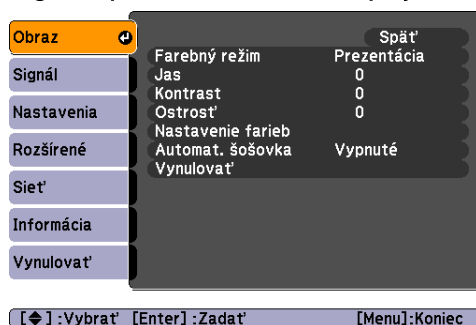 Obraz
Signál
Nastavenia
Rozšírené
Sieť
Informácia
Vynulovať
Späť
Farebný režim Prezentácia
Jas 0
Kontrast 0
Ostrosť 0
Nastavenie farieb
Automat. šošovka Vypnuté
Vynulovať
[ ] :Vybrať [Enter] :Zadať [Menu]:Koniec